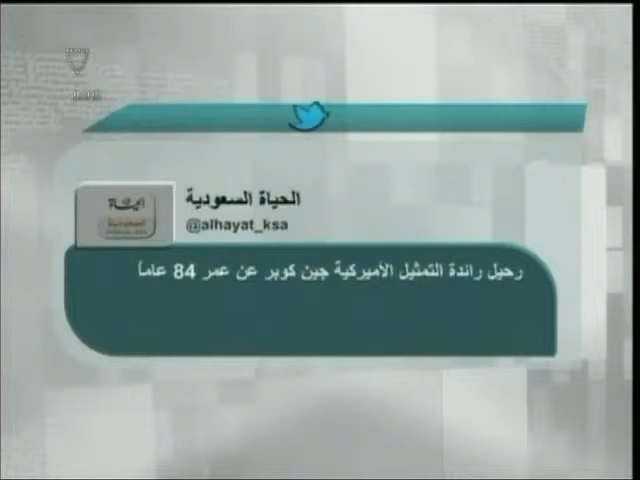 الحياة السعودية
@alhayat_ksa
رحيل رائدة التمثيل الأميركية جين كوبر عن عمر 84 عاماً